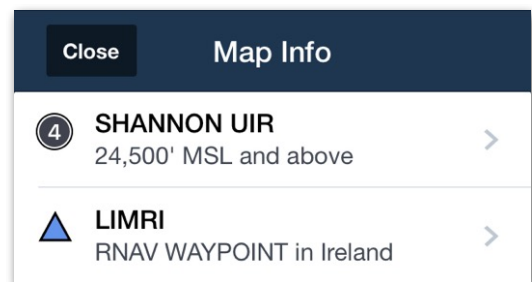 Close Map Info
4 SHANNON UIR
24,500' MSL and above
LIMRI
RNAV WAYPOINT in Ireland